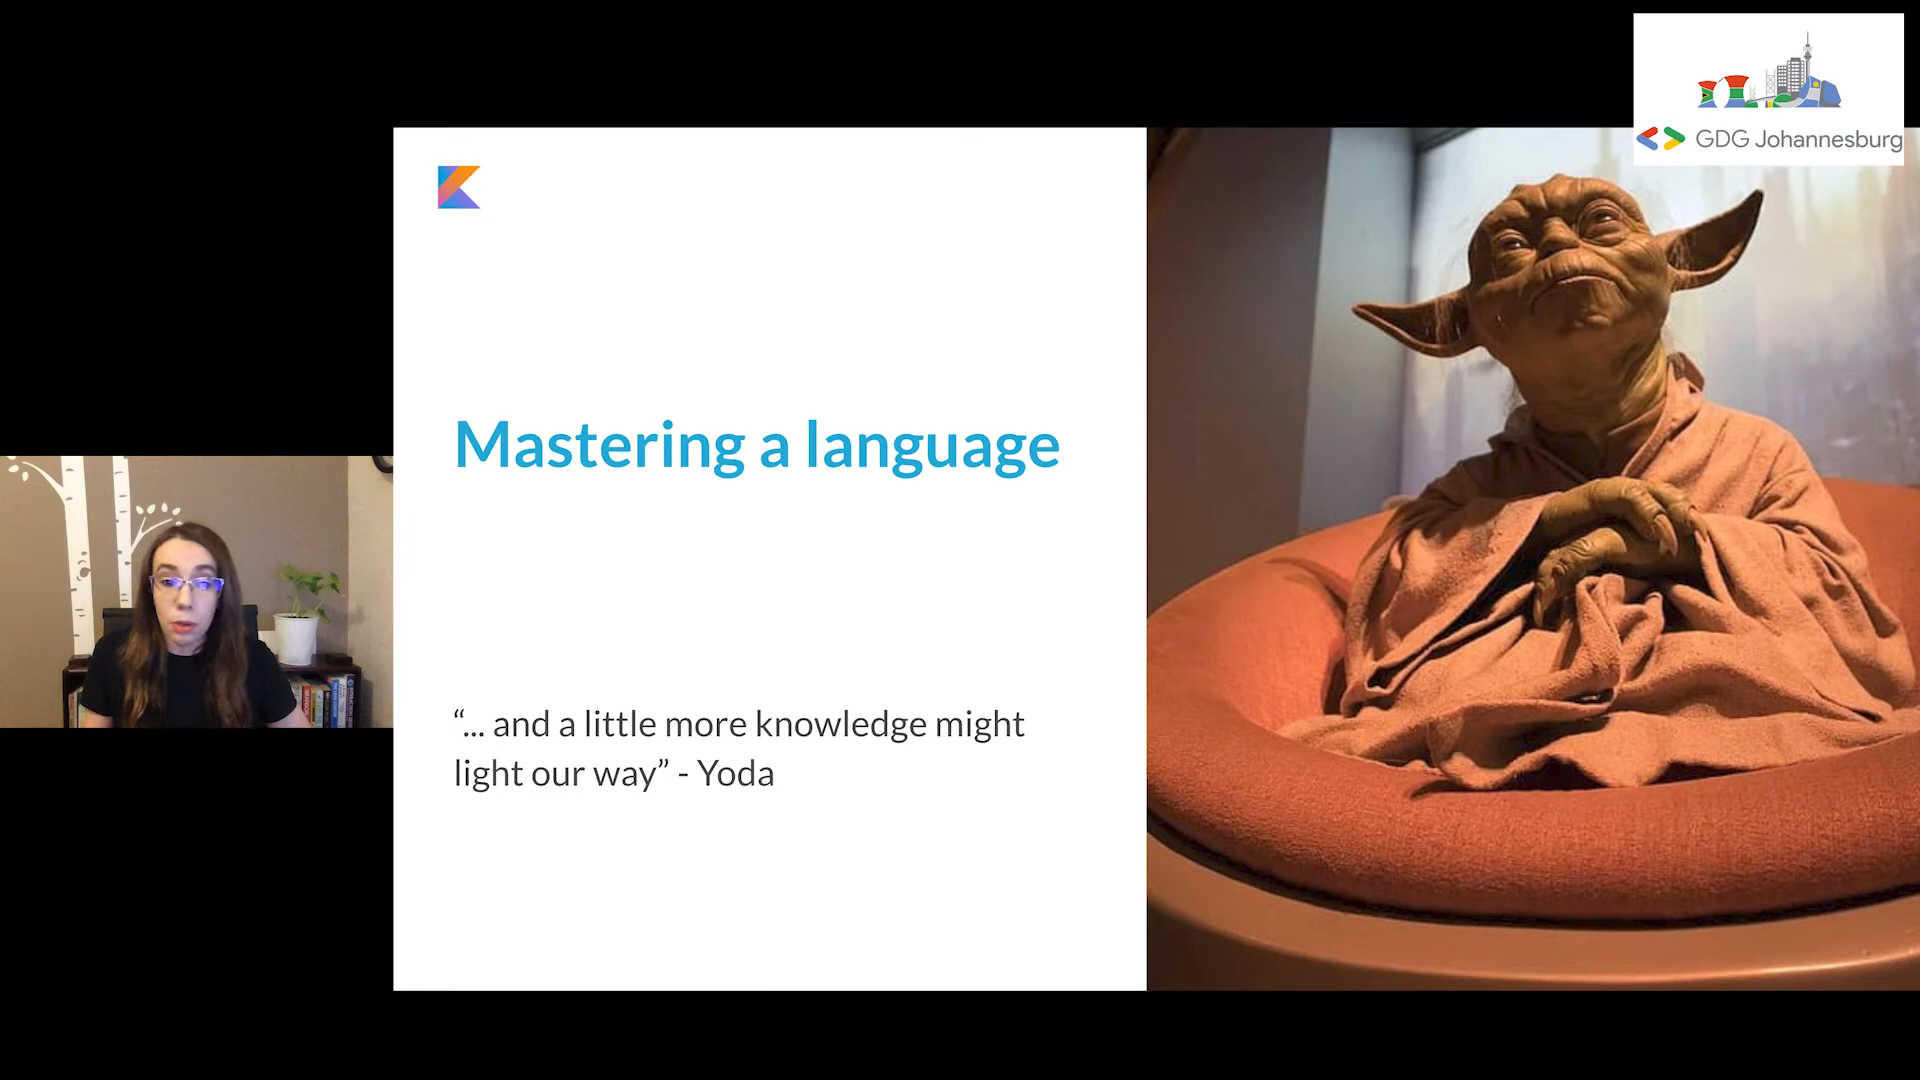 GDG Johannesburg
Mastering a language
“... and a little more knowledge might
light our way” - Yoda